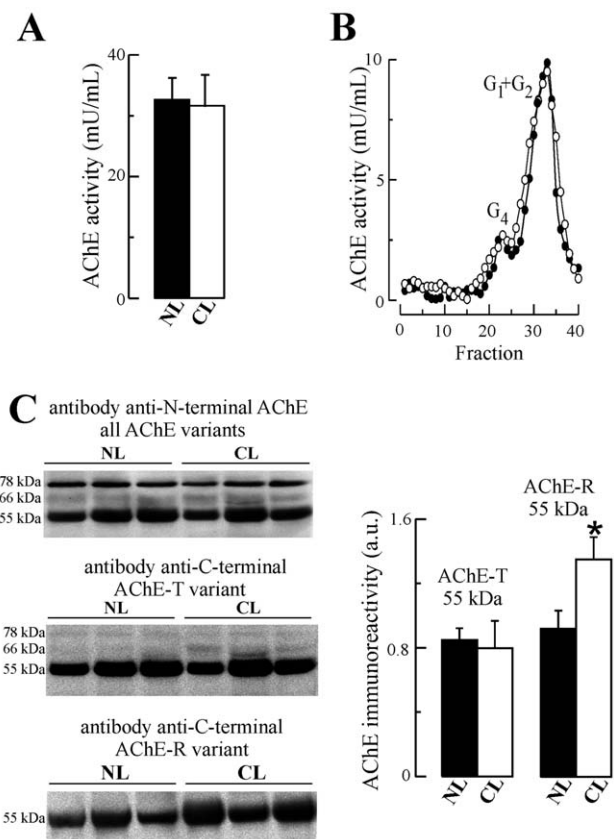 A
AChE activity (mU/mL)
40
20
0
NL
CL
B
AChE activity (mU/mL)
10
5
0
G1+G2
G4
0 10 20 30 40
Fraction
C
antibody anti-N-terminal AChE
all AChE variants
NL CL
78 kDa
66 kDa
55 kDa
antibody anti-C-terminal
AChE-T variant
NL CL
78 kDa
66 kDa
55 kDa
antibody anti-C-terminal
AChE-R variant
NL CL
55 kDa
AChE immunoreactivity (a.u.)
1.6
0.8
0
AChE-T
55 kDa
AChE-R
55 kDa
*
NL
CL
NL
CL